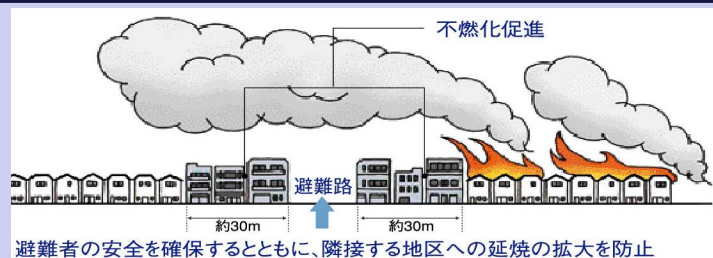 不燃化促進
避難路
約30m
約30m
避難者の安全を確保するとともに、隣接する地区への延焼の拡大を防止